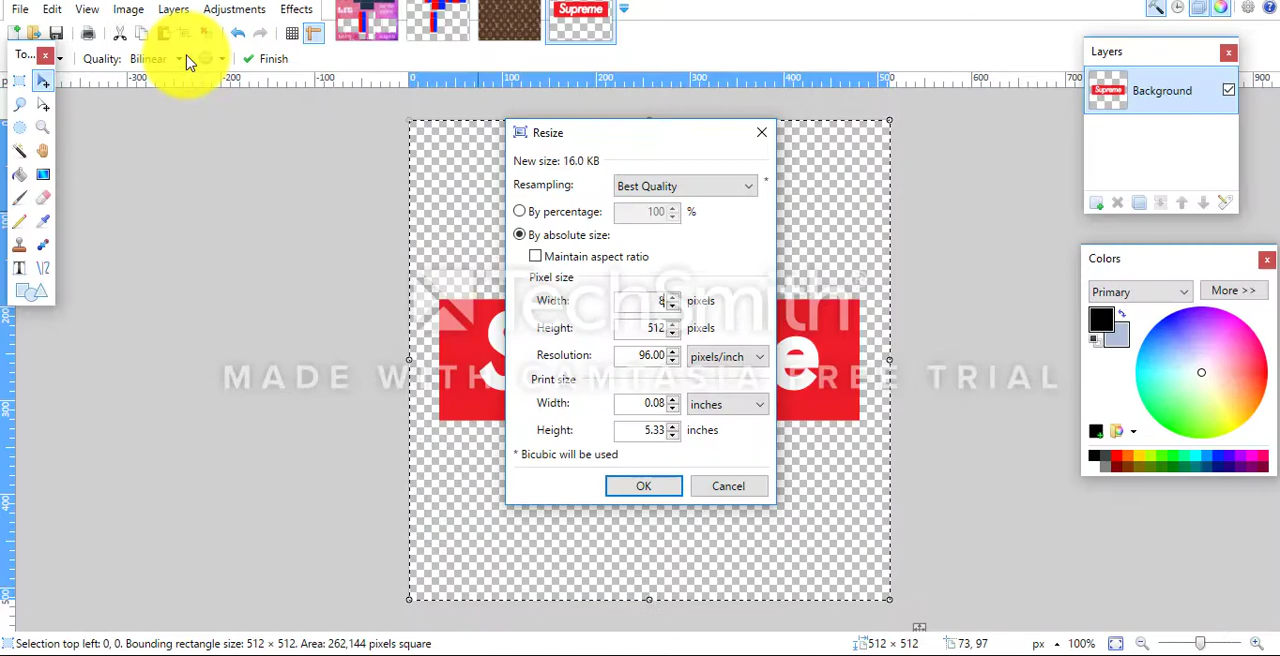 File Edit View Image Layers Adjustments Effects
Supreme
To... Quality: Bilinear Finish
-200 -100 0 100 200 300 400 500 700 900
Layers
Supreme Background
Resize
New size: 16.0 KB
Resampling: Best Quality *
By percentage: 100 %
By absolute size:
Maintain aspect ratio
Pixel size
Width: 8 pixels
Height: 512 pixels
Resolution: 96.00 pixels/inch
Print size
Width: 0.08 inches
Height: 5.33 inches
* Bicubic will be used
OK Cancel
Colors
Primary More >>
TechSmith
MADE WITH CAMTASIA FREE TRIAL
Selection top left: 0, 0. Bounding rectangle size: 512 × 512. Area: 262,144 pixels square 512 × 512 73, 97 px 100%